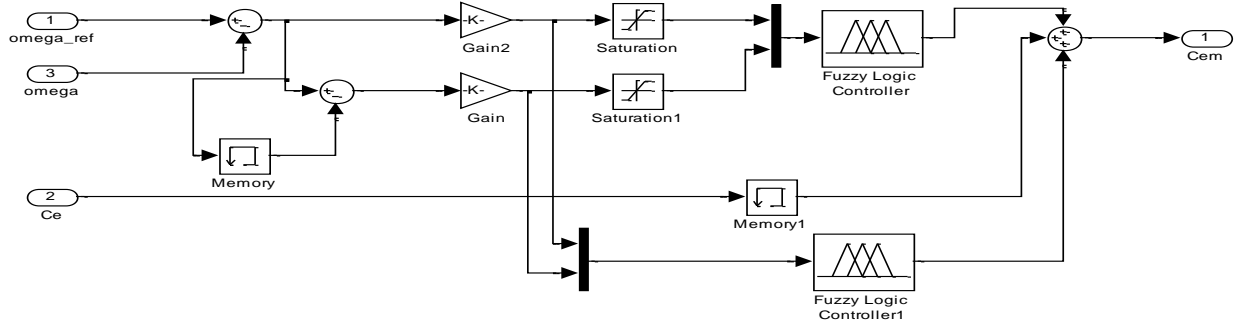 1
omega_ref
3
omega
-K-
Gain2
-K-
Gain
Saturation
Saturation1
Fuzzy Logic
Controller
1
Cem
Memory
2
Ce
Memory1
Fuzzy Logic
Controller1